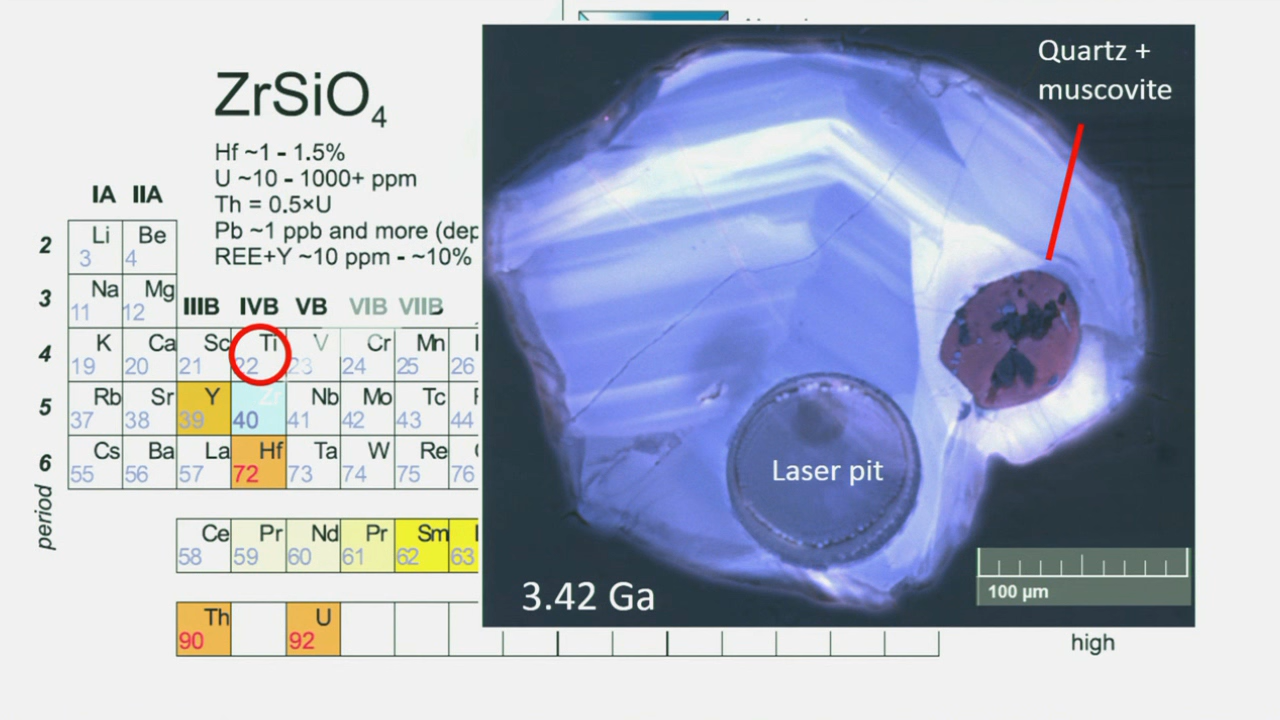 ZrSiO4
Hf ~1 - 1.5%
U ~10 - 1000+ ppm
Th = 0.5×U
Pb ~1 ppb and more (dep
REE+Y ~10 ppm - ~10%
IA IIA
IIIB IVB VB VIB VIIB
2 Li 3 Be 4
3 Na 11 Mg 12
4 K 19 Ca 20 Sc 21 Ti 22 V 23 Cr 24 Mn 25 26
5 Rb 37 Sr 38 Y 39 Zr 40 Nb 41 Mo 42 Tc 43 44
6 Cs 55 Ba 56 La 57 Hf 72 Ta 73 W 74 Re 75 76
period
Ce 58 Pr 59 Nd 60 Pr 61 Sm 62 63
Th 90 U 92
Quartz +
muscovite
Laser pit
3.42 Ga
100 µm
high